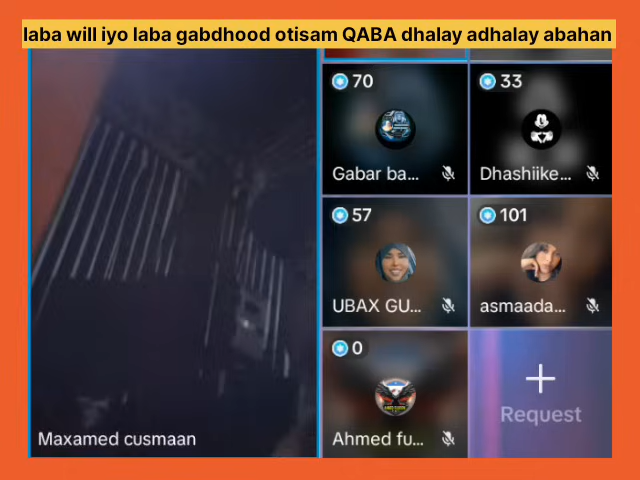 laba will iyo laba gabdhood otisam QABA dhalay adhalay abahan
70
33
Gabar ba...
Dhashiike...
57
101
UBAX GU...
asmaada...
0
Request
Maxamed cusmaan
Ahmed fu...